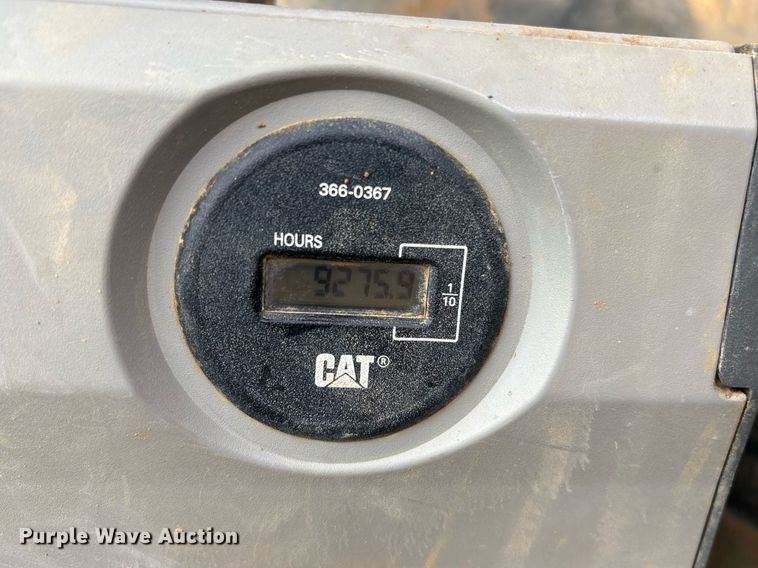 366-0367
HOURS
9275.9
1/10
CAT®
Purple Wave Auction